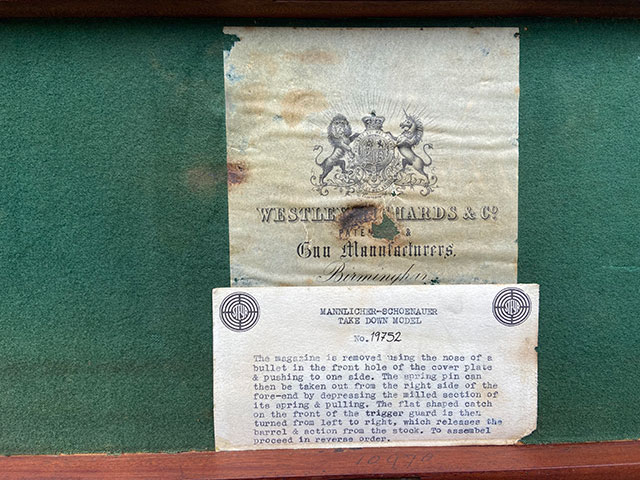 WESTLEY RICHARDS & Cº
PATENT &
Gun Manufacturers,
Birmingham
MANNLICHER-SCHOENAUER
TAKE DOWN MODEL
No. 19752
The magazine is removed using the nose of a
bullet in the front hole of the cover plate
& pushing to one side. The spring pin can
then be taken out from the right side of the
fore-end by depressing the milled section of
its spring & pulling. The flat shaped catch
on the front of the trigger guard is then
turned from left to right, which releases the
barrel & action from the stock. To assembel
proceed in reverse order.